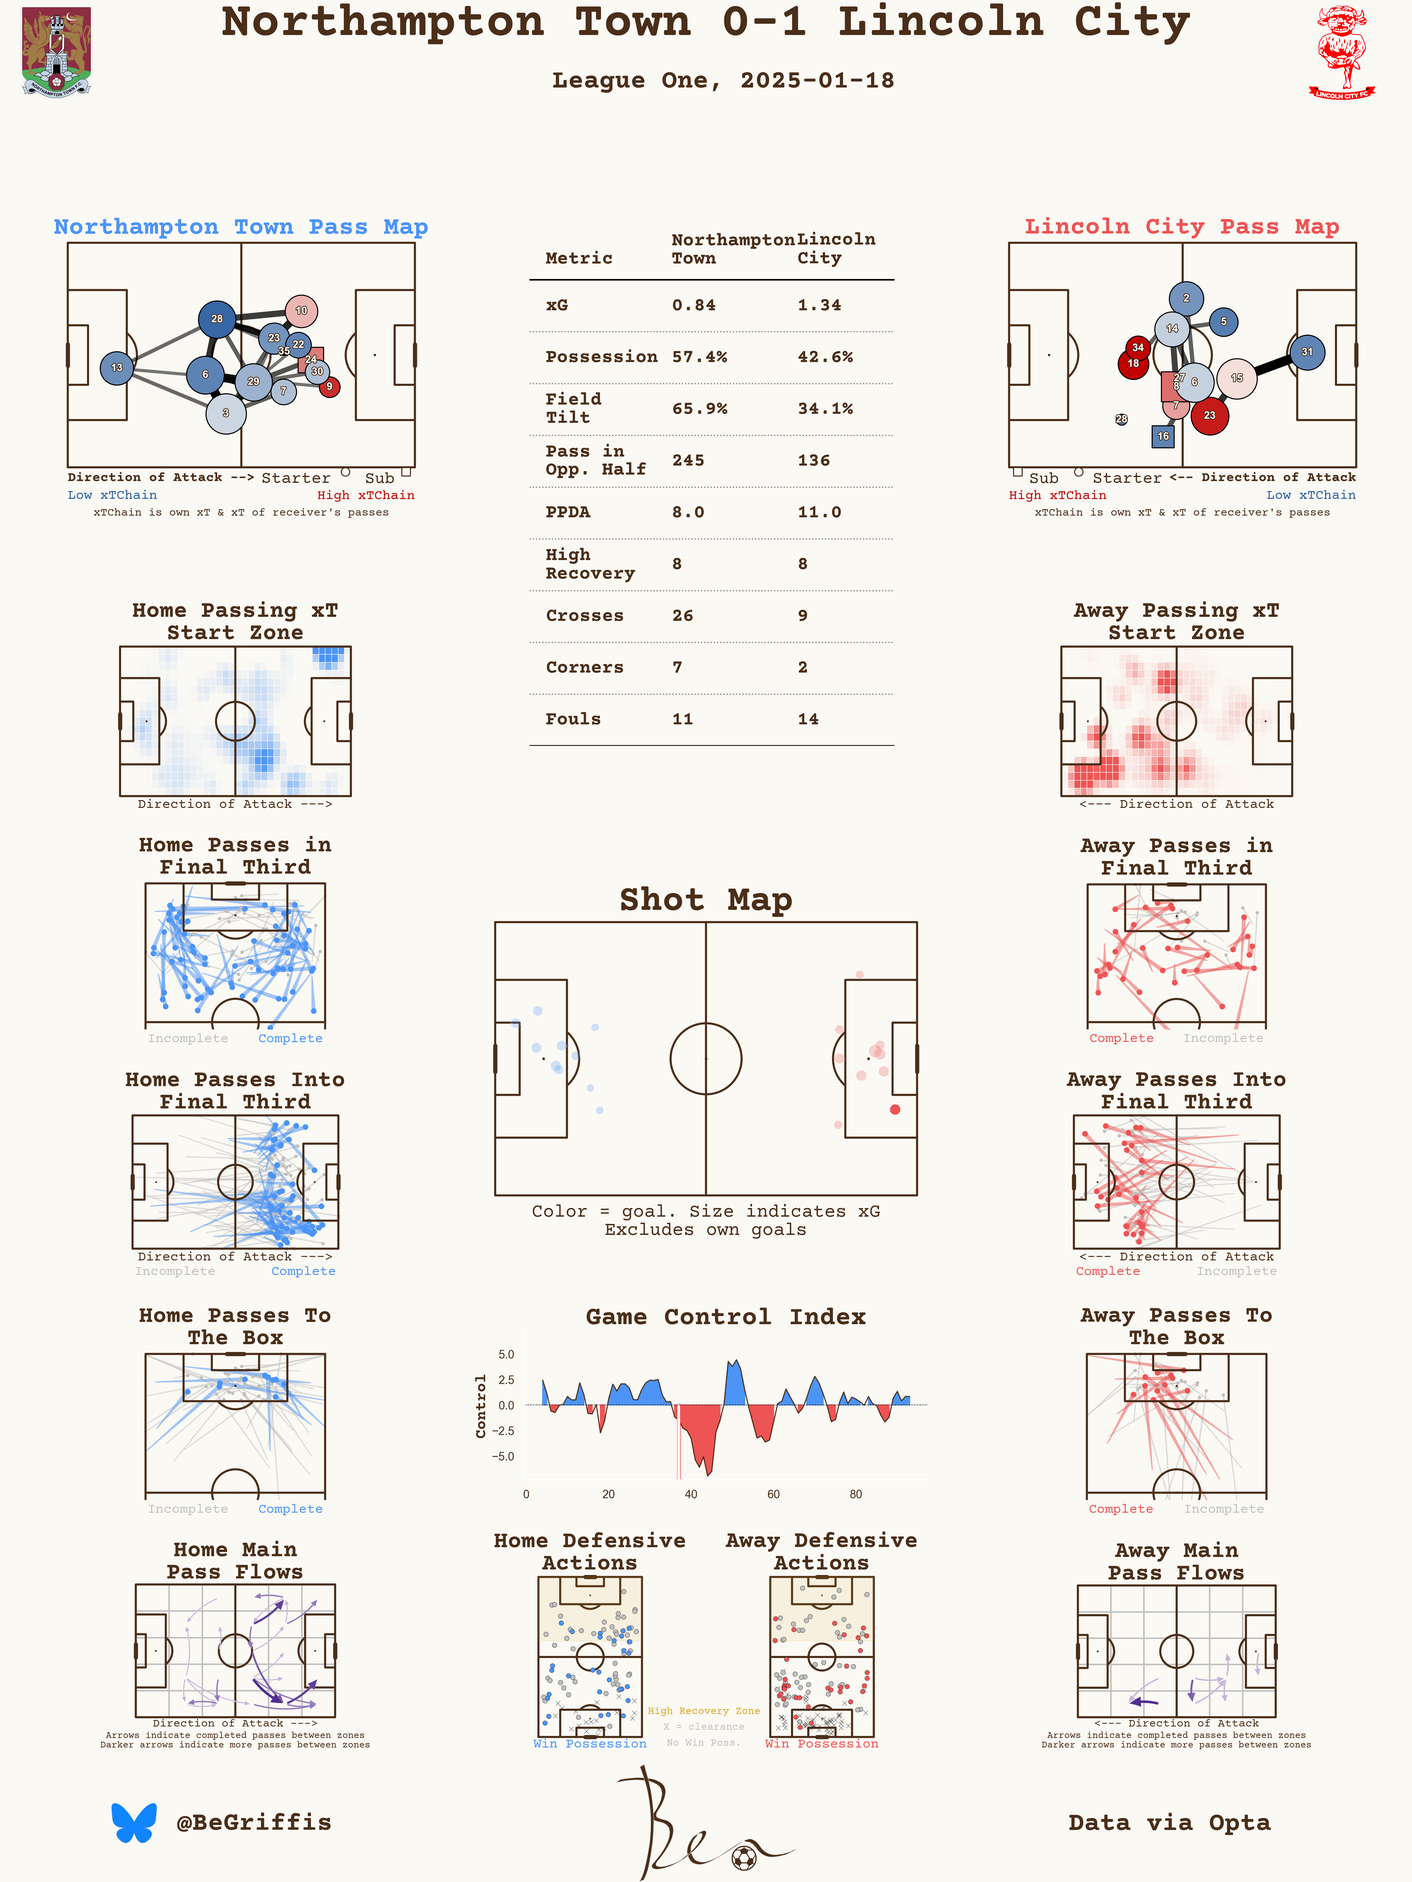 Northampton Town 0-1 Lincoln City
League One, 2025-01-18
NORTHAMPTON TOWN F.C.
LINCOLN CITY FC
Northampton Town Pass Map
28
10
23
35
22
24
13
6
29
30
9
7
3
Direction of Attack --> Starter Sub
Low xTChain High xTChain
xTChain is own xT & xT of receiver's passes
Metric Northampton Town Lincoln City
xG 0.84 1.34
Possession 57.4% 42.6%
Field Tilt 65.9% 34.1%
Pass in Opp. Half 245 136
PPDA 8.0 11.0
High Recovery 8 8
Crosses 26 9
Corners 7 2
Fouls 11 14
Lincoln City Pass Map
2
5
14
34
18
31
27
8
6
15
7
23
28
16
Sub Starter <-- Direction of Attack
High xTChain Low xTChain
xTChain is own xT & xT of receiver's passes
Home Passing xT
Start Zone
Direction of Attack --->
Away Passing xT
Start Zone
<--- Direction of Attack
Home Passes in
Final Third
Incomplete Complete
Away Passes in
Final Third
Complete Incomplete
Shot Map
Color = goal. Size indicates xG
Excludes own goals
Home Passes Into
Final Third
Direction of Attack --->
Incomplete Complete
Away Passes Into
Final Third
<--- Direction of Attack
Complete Incomplete
Home Passes To
The Box
Incomplete Complete
Game Control Index
Control
5.0
2.5
0.0
−2.5
−5.0
0 20 40 60 80
Away Passes To
The Box
Complete Incomplete
Home Main
Pass Flows
Direction of Attack --->
Arrows indicate completed passes between zones
Darker arrows indicate more passes between zones
Home Defensive
Actions
Win Possession
Away Defensive
Actions
Win Possession
High Recovery Zone
X = clearance
No Win Poss.
Away Main
Pass Flows
<--- Direction of Attack
Arrows indicate completed passes between zones
Darker arrows indicate more passes between zones
@BeGriffis
Ben
Data via Opta